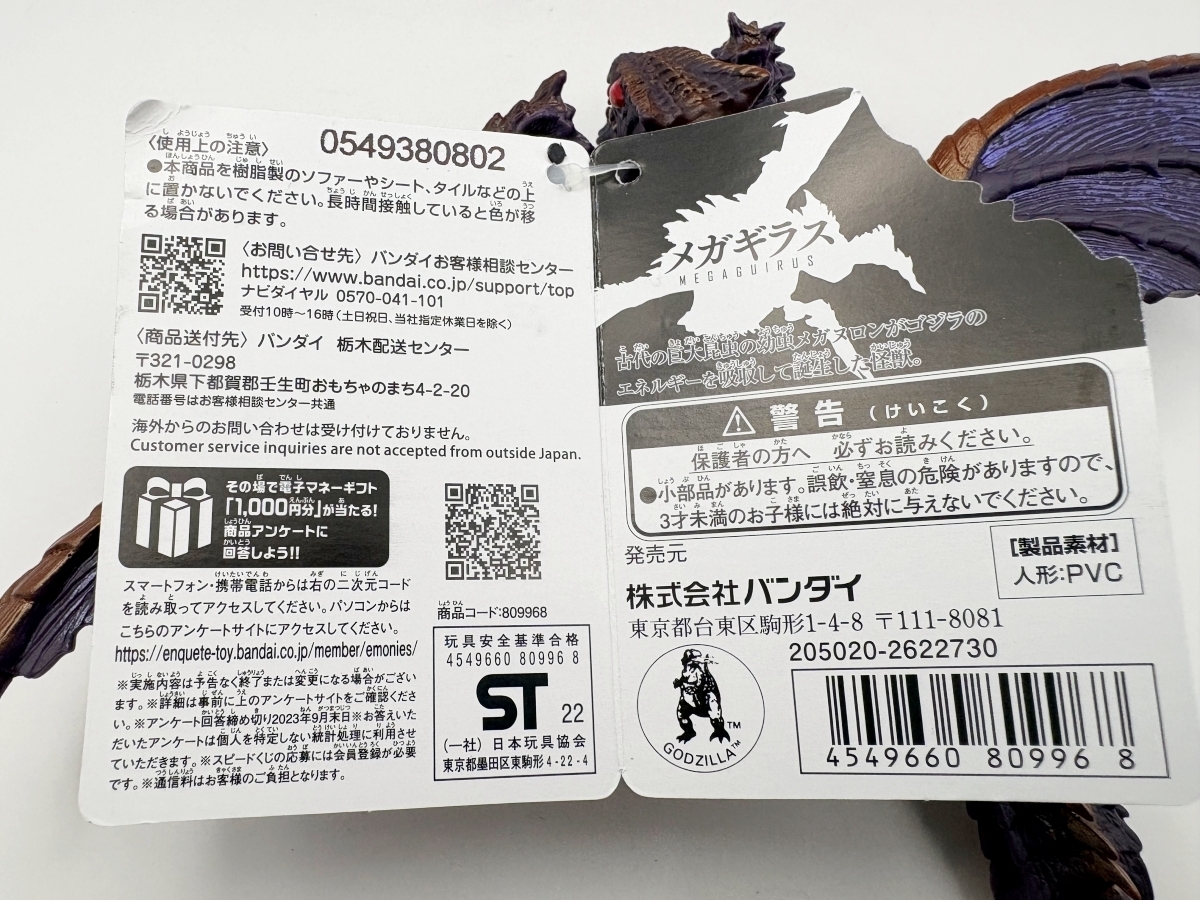 〈使用上の注意〉
0549380802
●本商品を樹脂製のソファーやシート、タイルなどの上
に置かないでください。長時間接触していると色が移
る場合があります。
〈お問い合せ先〉バンダイお客様相談センター
https://www.bandai.co.jp/support/top
ナビダイヤル 0570-041-101
受付10時～16時(土日祝日、当社指定休業日を除く)
〈商品送付先〉バンダイ 栃木配送センター
〒321-0298
栃木県下都賀郡壬生町おもちゃのまち4-2-20
電話番号はお客様相談センター共通
海外からのお問い合わせは受け付けておりません。
Customer service inquiries are not accepted from outside Japan.
その場で電子マネーギフト
「1,000円分」が当たる!
商品アンケートに
回答しよう!!
スマートフォン・携帯電話からは右の二次元コード
を読み取ってアクセスしてください。パソコンからは
こちらのアンケートサイトにアクセスしてください。
https://enquete-toy.bandai.co.jp/member/emonies/
※実施内容は予告なく終了または変更になる場合がござい
ます。※詳細は事前に上のアンケートサイトをご確認くださ
い。※アンケート回答締め切り2023年9月末日※お答えいた
だいたアンケートは個人を特定しない統計処理に利用させ
ていただきます。※スピードくじの応募には会員登録が必要
です。※通信料はお客様のご負担となります。
商品コード:809968
玩具安全基準合格
4549660 80996 8
ST 22
(一社) 日本玩具協会
東京都墨田区東駒形4-22-4
メガギラス
MEGAGUIRUS
古代の巨大昆虫の幼虫メガヌロンがゴジラの
エネルギーを吸収して誕生した怪獣。
警告 (けいこく)
保護者の方へ 必ずお読みください。
●小部品があります。誤飲・窒息の危険がありますので、
3才未満のお子様には絶対に与えないでください。
発売元
[製品素材]
人形:PVC
株式会社バンダイ
東京都台東区駒形1-4-8 〒111-8081
205020-2622730
GODZILLA™
TM
4549660 80996 8